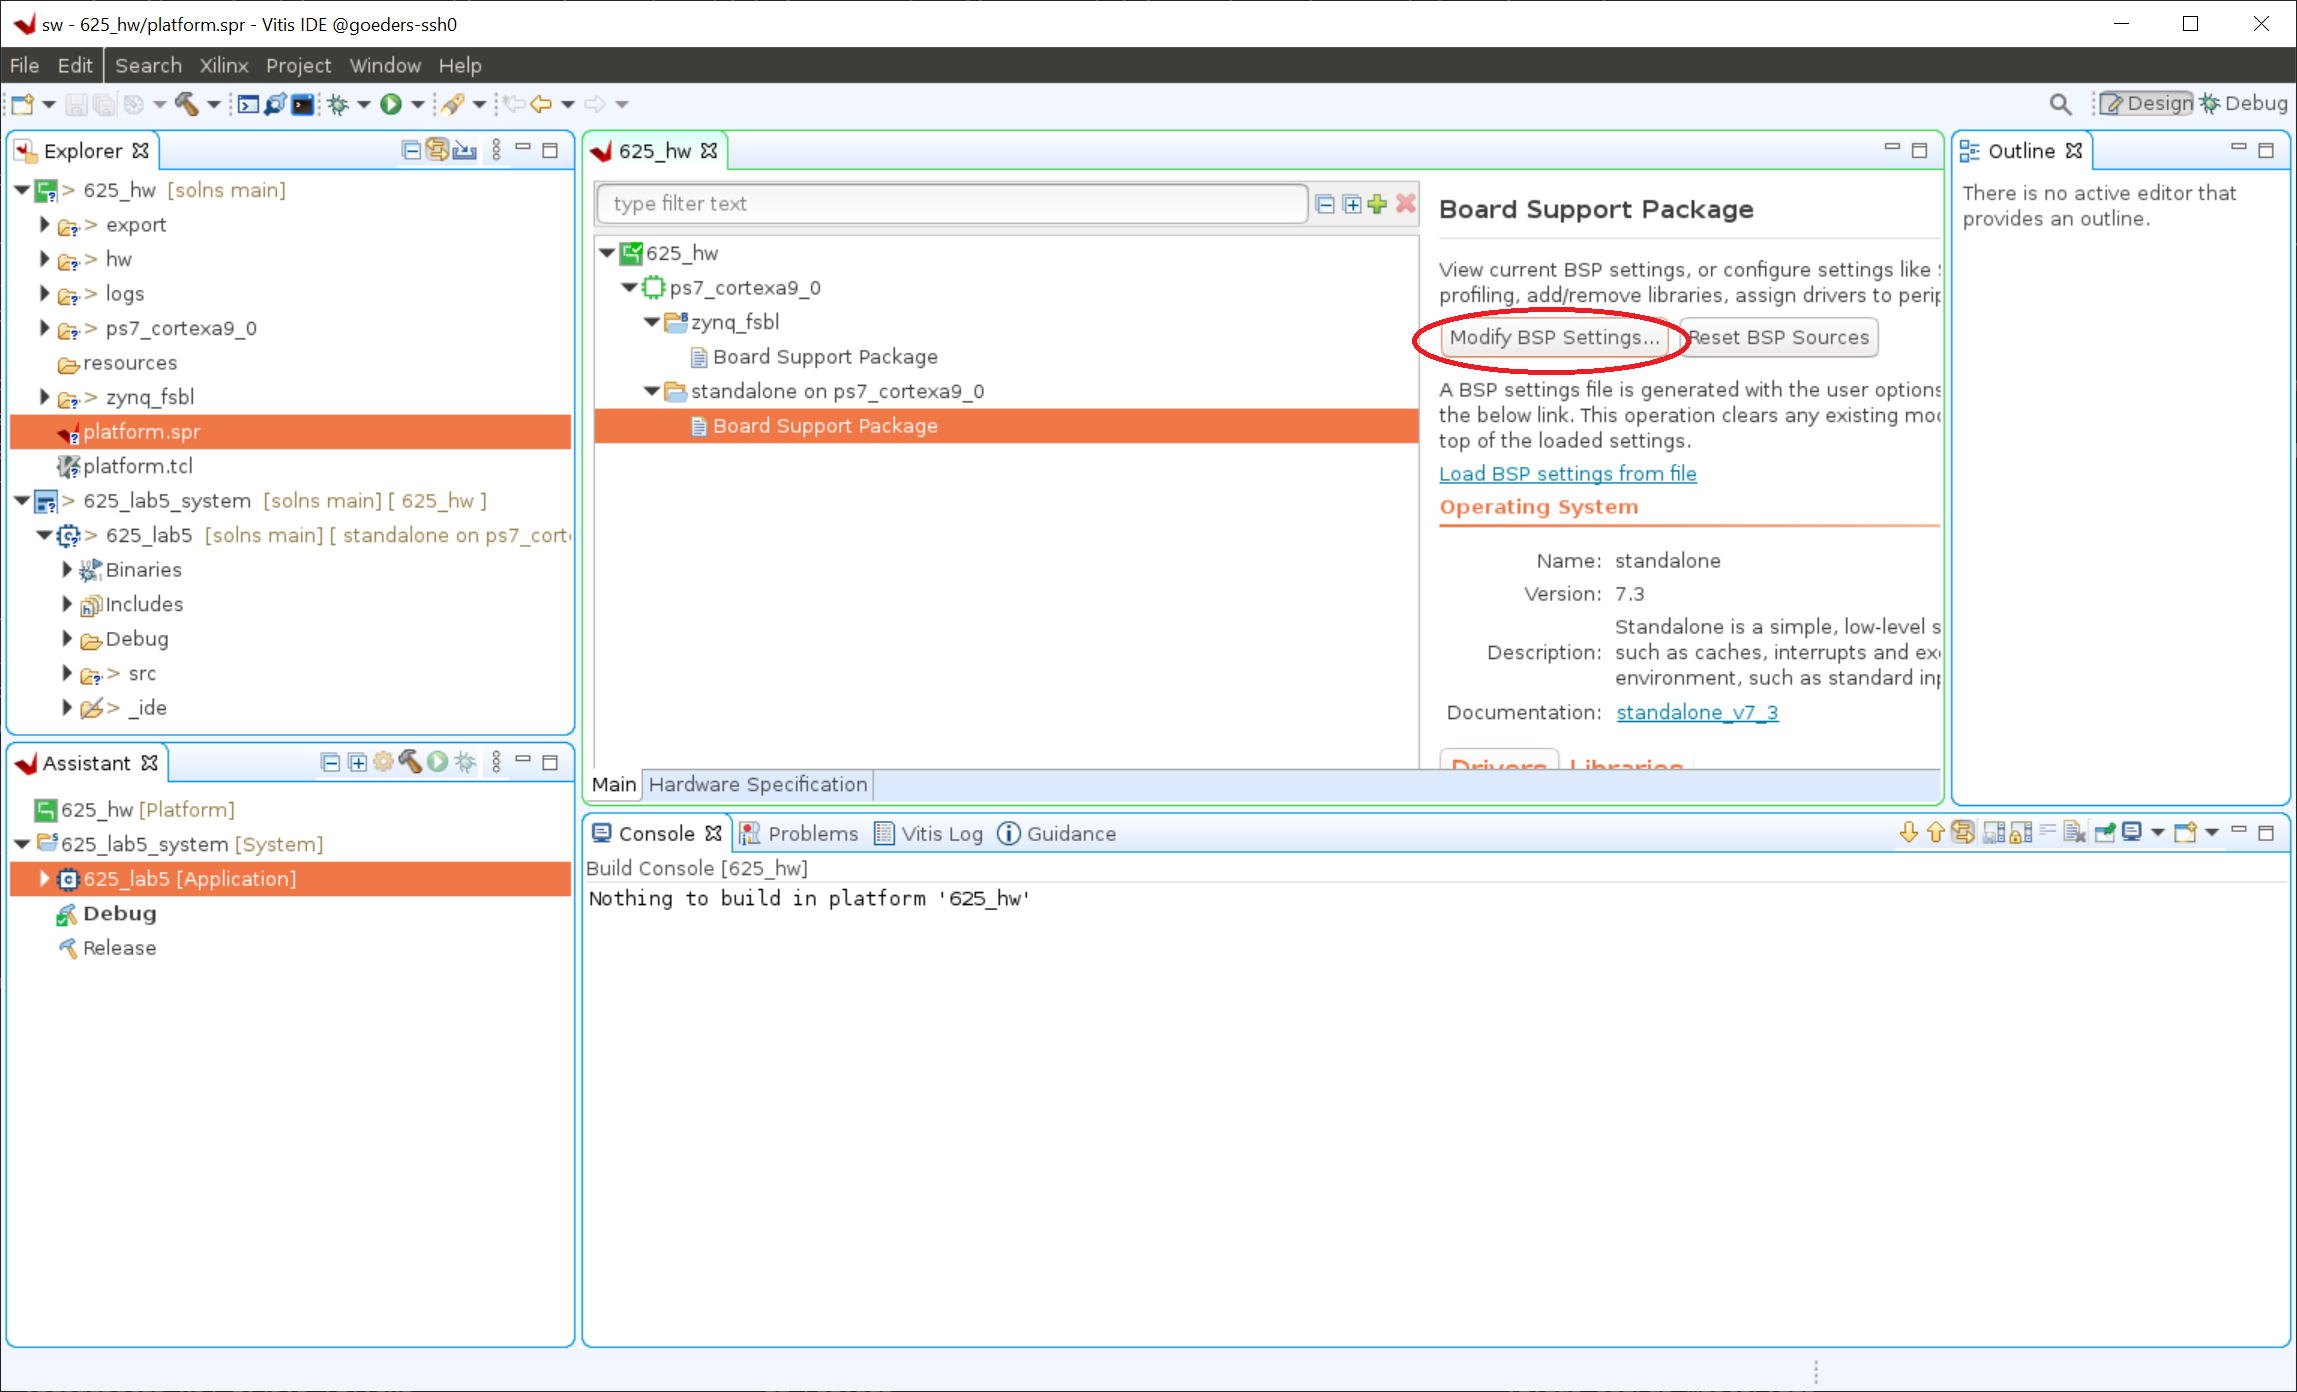 sw - 625_hw/platform.spr - Vitis IDE @goeders-ssh0
File Edit Search Xilinx Project Window Help
Design Debug
Explorer
> 625_hw [solns main]
> export
> hw
> logs
> ps7_cortexa9_0
resources
> zynq_fsbl
platform.spr
platform.tcl
> 625_lab5_system [solns main] [ 625_hw ]
> 625_lab5 [solns main] [ standalone on ps7_cort
Binaries
Includes
Debug
> src
> _ide
Assistant
625_hw [Platform]
625_lab5_system [System]
625_lab5 [Application]
Debug
Release
625_hw
type filter text
625_hw
ps7_cortexa9_0
zynq_fsbl
Board Support Package
standalone on ps7_cortexa9_0
Board Support Package
Board Support Package
View current BSP settings, or configure settings like
profiling, add/remove libraries, assign drivers to perip
Modify BSP Settings... Reset BSP Sources
A BSP settings file is generated with the user options
the below link. This operation clears any existing mo
top of the loaded settings.
Load BSP settings from file
Operating System
Name: standalone
Version: 7.3
Description: Standalone is a simple, low-level s
such as caches, interrupts and exe
environment, such as standard inp
Documentation: standalone_v7_3
Drivers Libraries
Main Hardware Specification
Outline
There is no active editor that
provides an outline.
Console Problems Vitis Log Guidance
Build Console [625_hw]
Nothing to build in platform '625_hw'